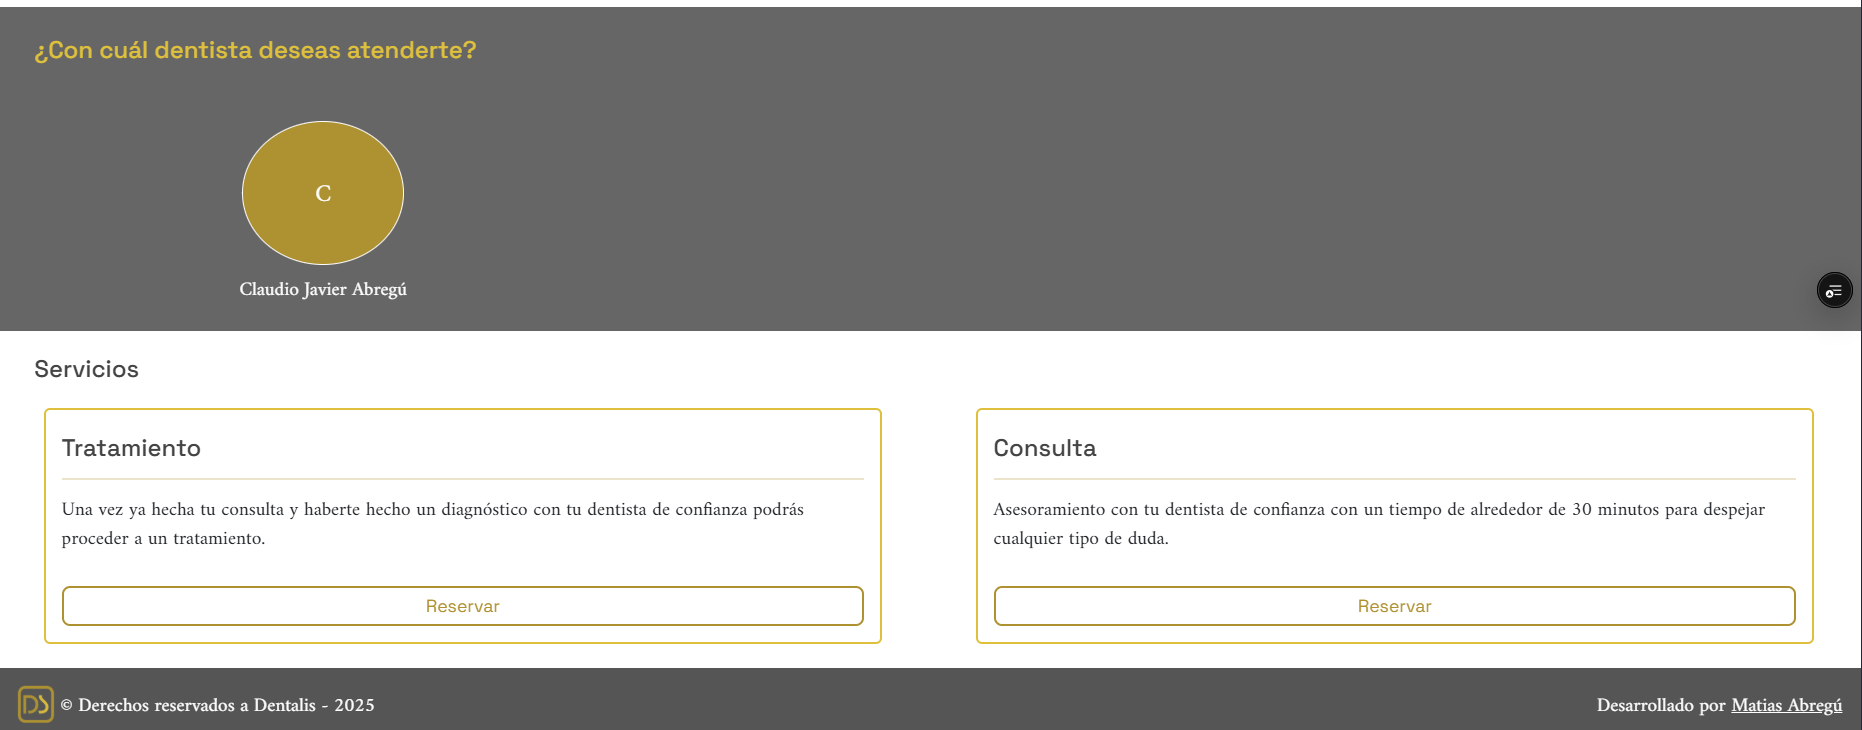 ¿Con cuál dentista deseas atenderte?
C
Claudio Javier Abregú
Servicios
Tratamiento
Una vez ya hecha tu consulta y haberte hecho un diagnóstico con tu dentista de confianza podrás
proceder a un tratamiento.
Reservar
Consulta
Asesoramiento con tu dentista de confianza con un tiempo de alrededor de 30 minutos para despejar
cualquier tipo de duda.
Reservar
DS © Derechos reservados a Dentalis - 2025
Desarrollado por Matias Abregú